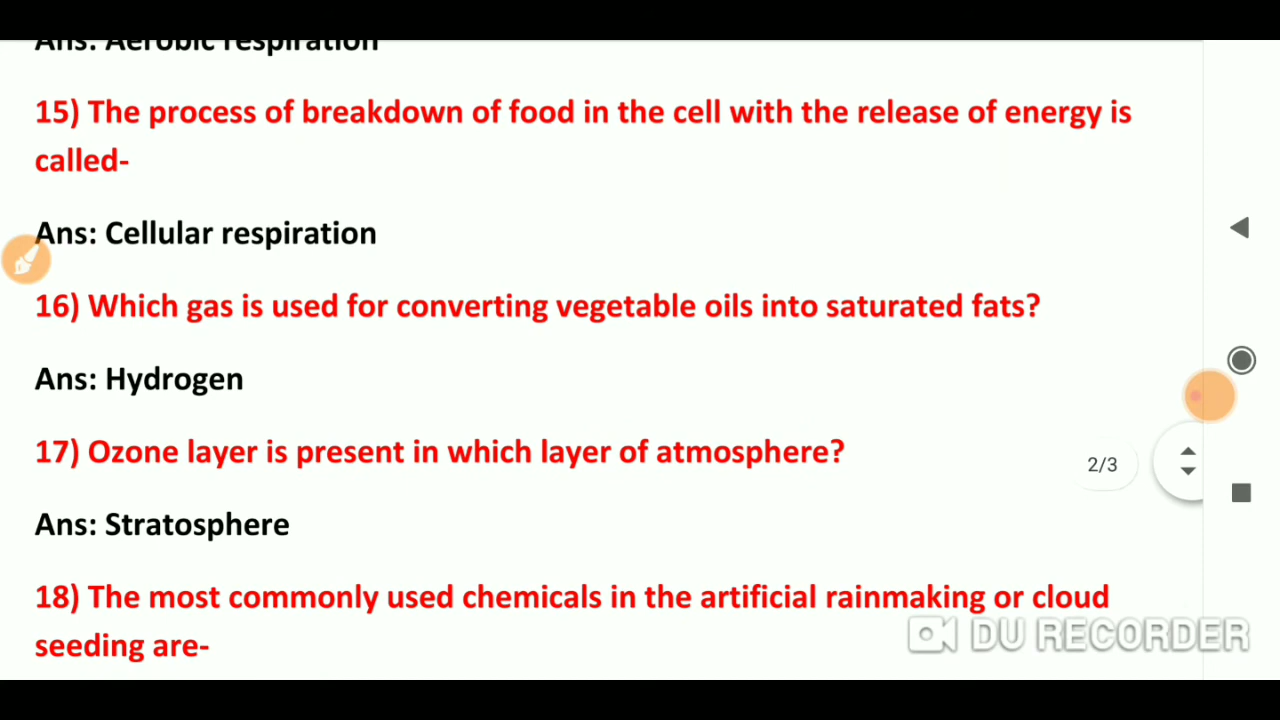 Ans: Aerobic respiration
15) The process of breakdown of food in the cell with the release of energy is
called-
Ans: Cellular respiration
16) Which gas is used for converting vegetable oils into saturated fats?
Ans: Hydrogen
17) Ozone layer is present in which layer of atmosphere?
2/3
Ans: Stratosphere
18) The most commonly used chemicals in the artificial rainmaking or cloud
seeding are-
DU RECORDER